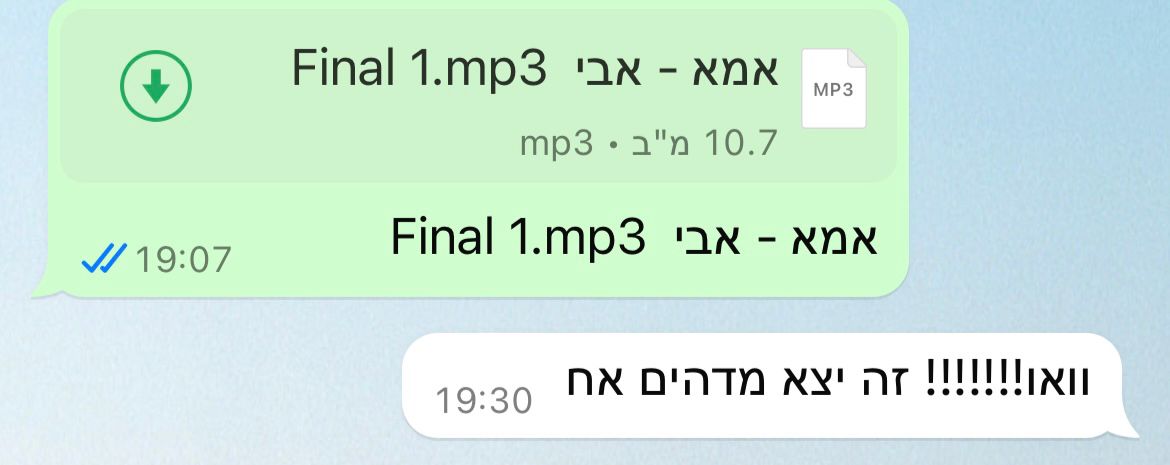 אמא - אבי Final 1.mp3
MP3
10.7 מ"ב • mp3
אמא - אבי Final 1.mp3
19:07
וואו!!!!!!! זה יצא מדהים אח
19:30